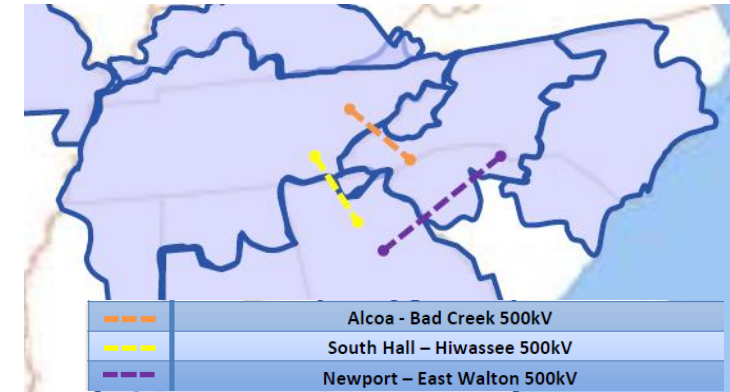 Alcoa - Bad Creek 500kV
South Hall – Hiwassee 500kV
Newport – East Walton 500kV